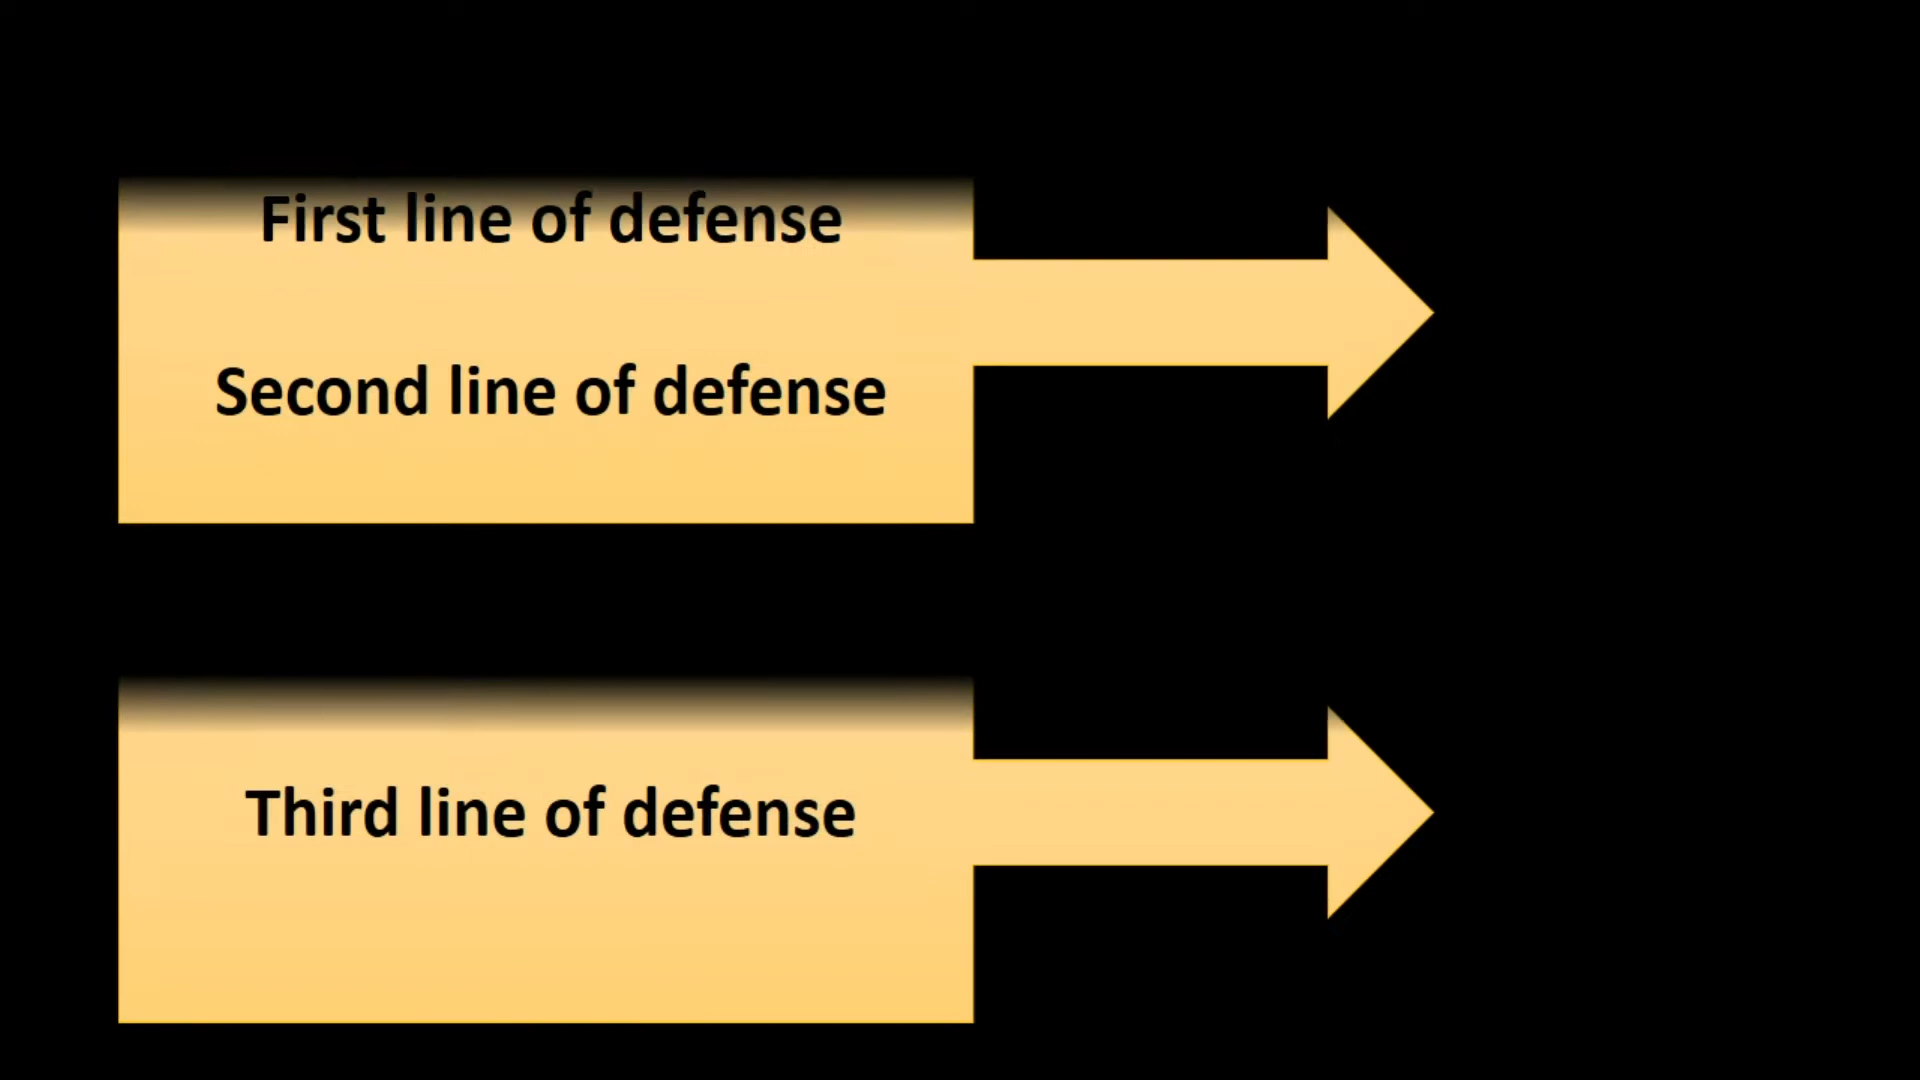 First line of defense
Second line of defense
Third line of defense